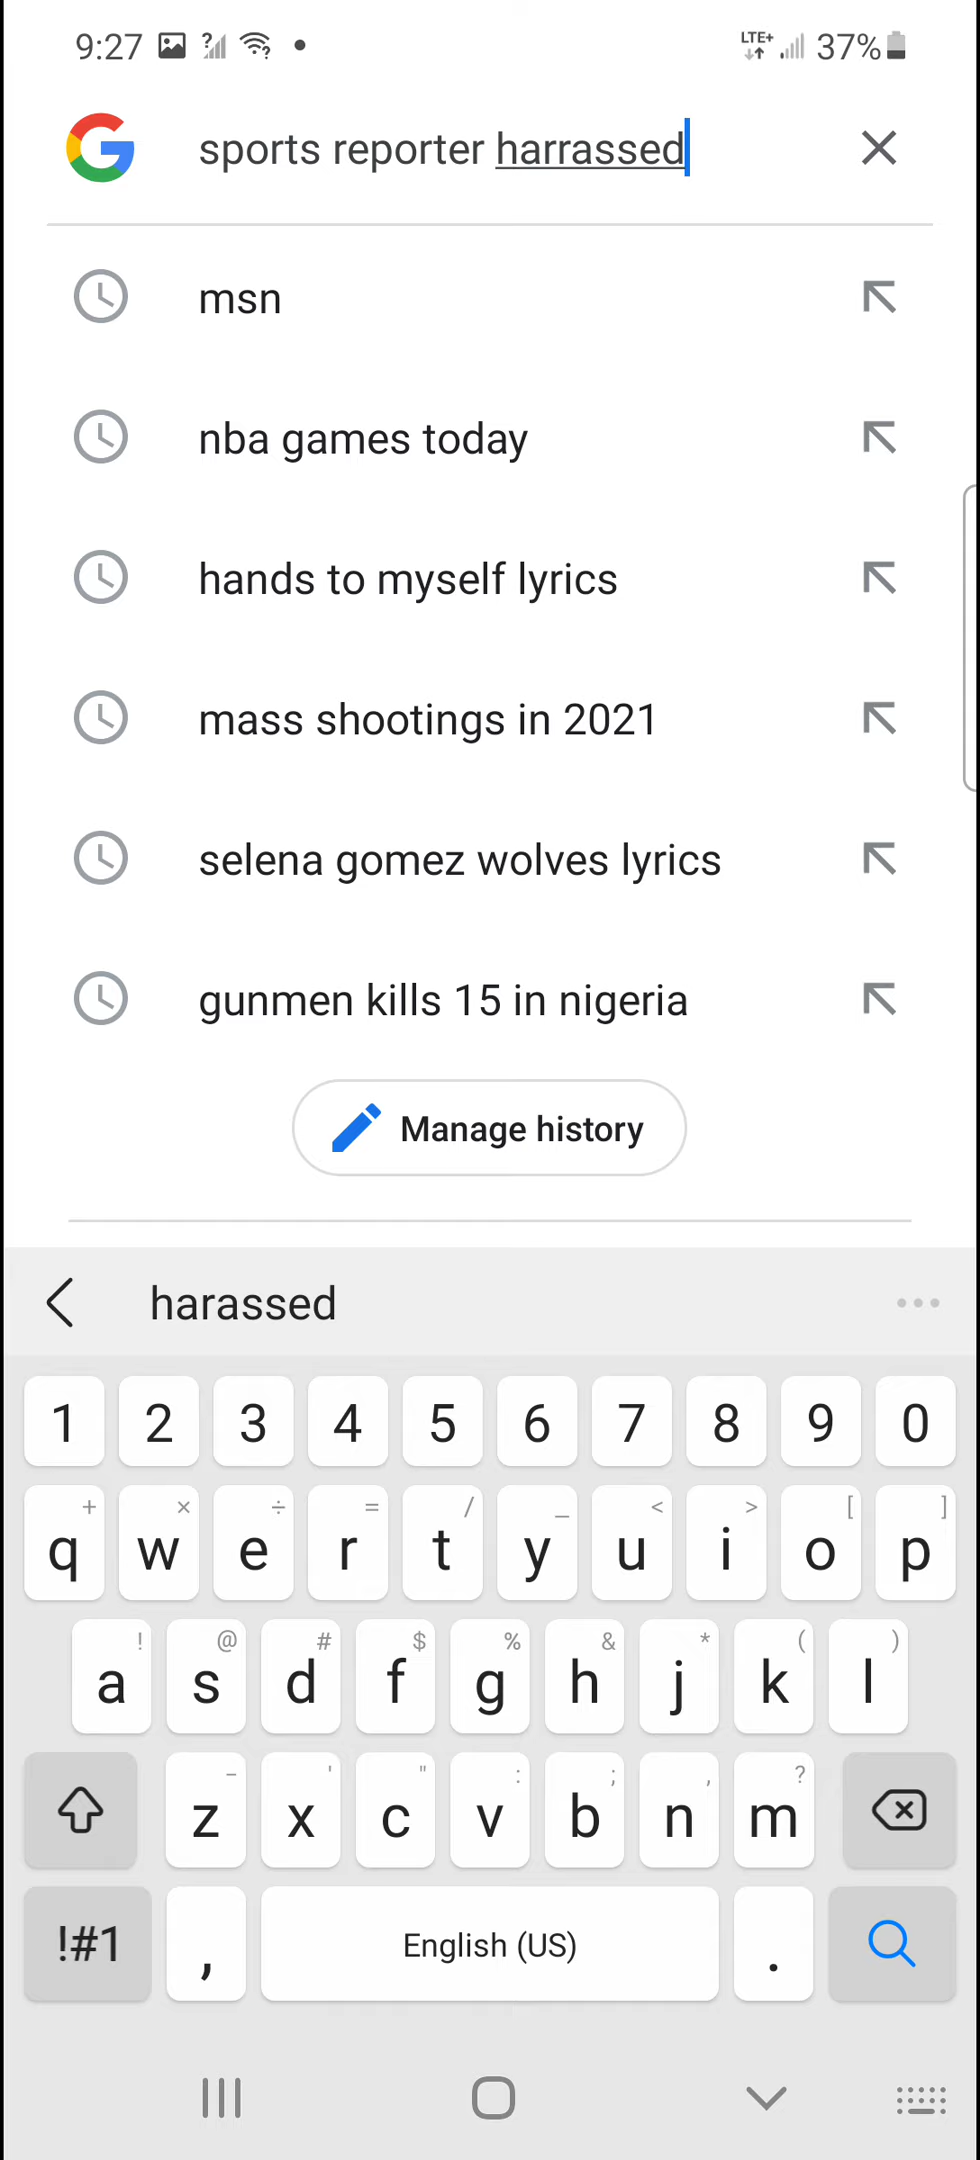 9:27 LTE+ 37%
sports reporter harrassed
msn
nba games today
hands to myself lyrics
mass shootings in 2021
selena gomez wolves lyrics
gunmen kills 15 in nigeria
Manage history
harassed
1 2 3 4 5 6 7 8 9 0
+ × ÷ = / _ < > [ ]
q w e r t y u i o p
! @ # $ % & * ( )
a s d f g h j k l
- ' " : ; , ?
z x c v b n m
!#1 , English (US) .